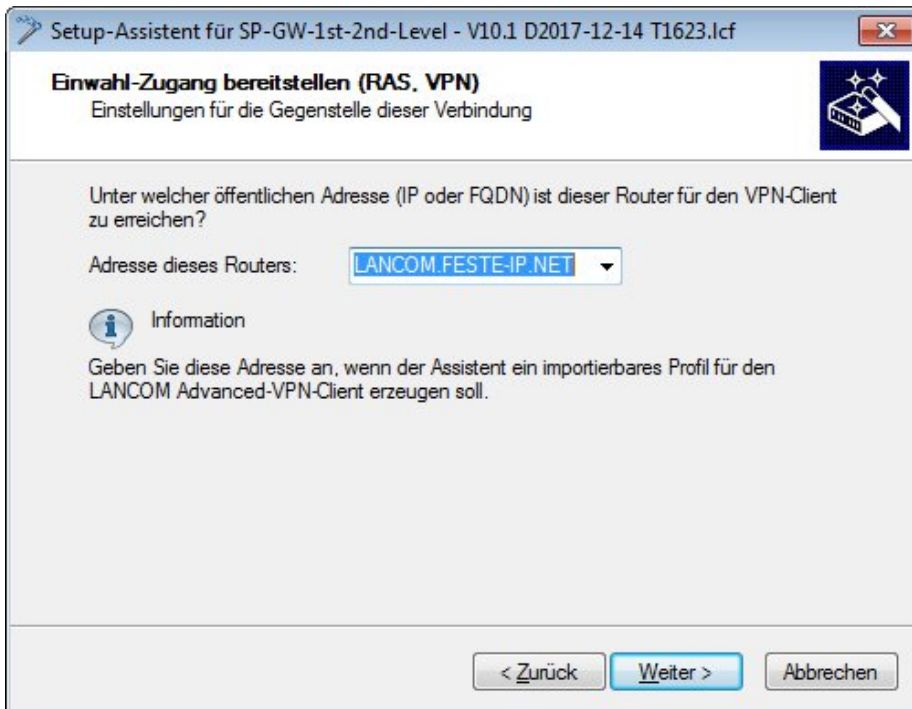 Setup-Assistent für SP-GW-1st-2nd-Level - V10.1 D2017-12-14 T1623.lcf
Einwahl-Zugang bereitstellen (RAS, VPN)
Einstellungen für die Gegenstelle dieser Verbindung
Unter welcher öffentlichen Adresse (IP oder FQDN) ist dieser Router für den VPN-Client
zu erreichen?
Adresse dieses Routers: LANCOM.FESTE-IP.NET
Information
Geben Sie diese Adresse an, wenn der Assistent ein importierbares Profil für den
LANCOM Advanced-VPN-Client erzeugen soll.
< Zurück Weiter > Abbrechen